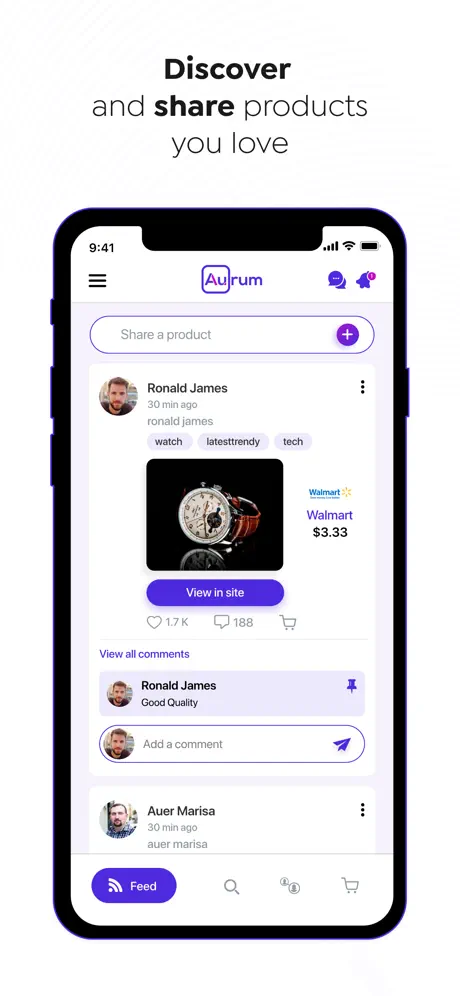 Discover
and share products
you love
9:41
Aurum
Share a product
Ronald James
30 min ago
ronald james
watch latesttrendy tech
Walmart
Walmart
$3.33
View in site
1.7 K 188
View all comments
Ronald James
Good Quality
Add a comment
Auer Marisa
30 min ago
auer marisa
Feed